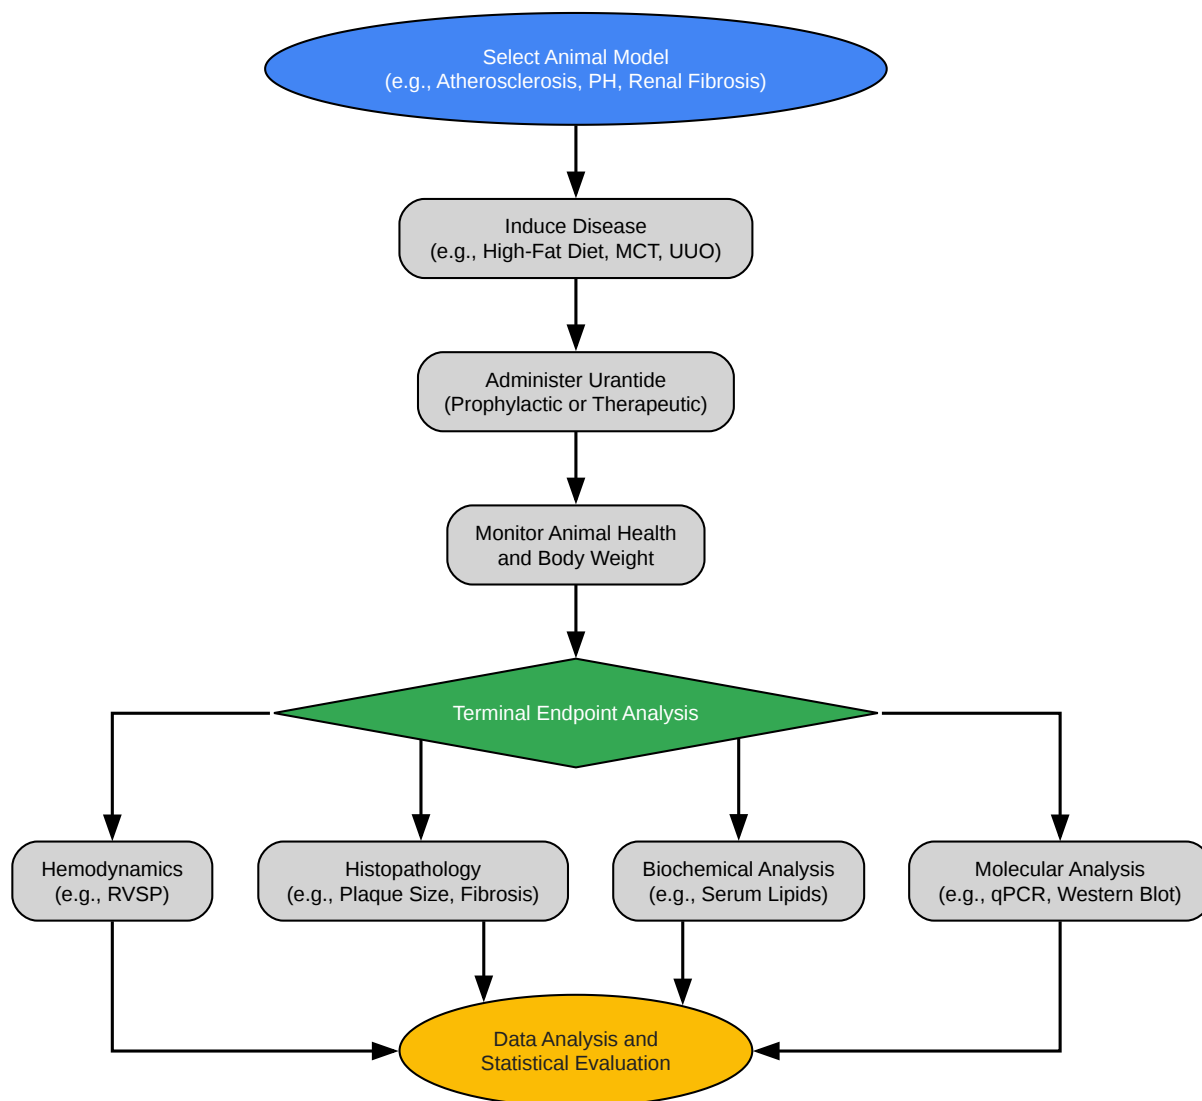 Select Animal Model
(e.g., Atherosclerosis, PH, Renal Fibrosis)
Induce Disease
(e.g., High-Fat Diet, MCT, UUO)
Administer Urantide
(Prophylactic or Therapeutic)
Monitor Animal Health
and Body Weight
Terminal Endpoint Analysis
Hemodynamics
(e.g., RVSP)
Histopathology
(e.g., Plaque Size, Fibrosis)
Biochemical Analysis
(e.g., Serum Lipids)
Molecular Analysis
(e.g., qPCR, Western Blot)
Data Analysis and
Statistical Evaluation